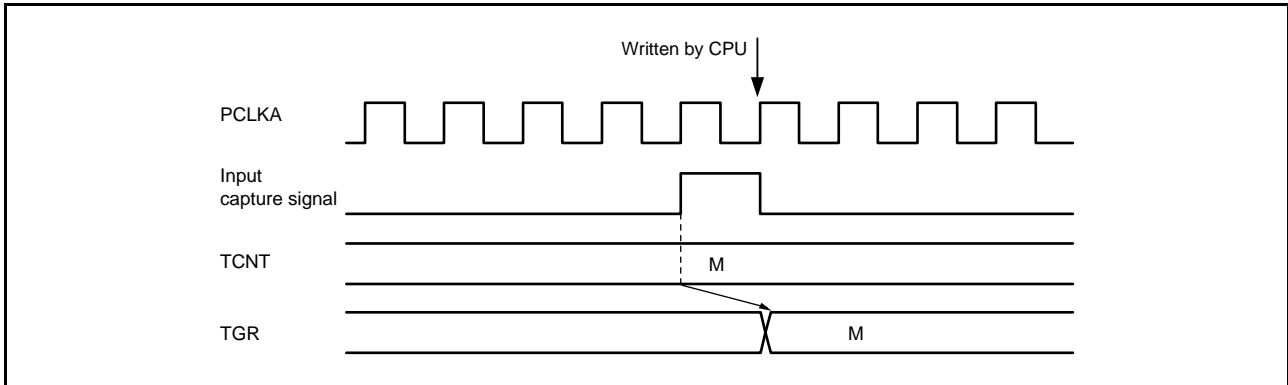 Written by CPU
PCLKA
Input
capture signal
TCNT
M
TGR
M